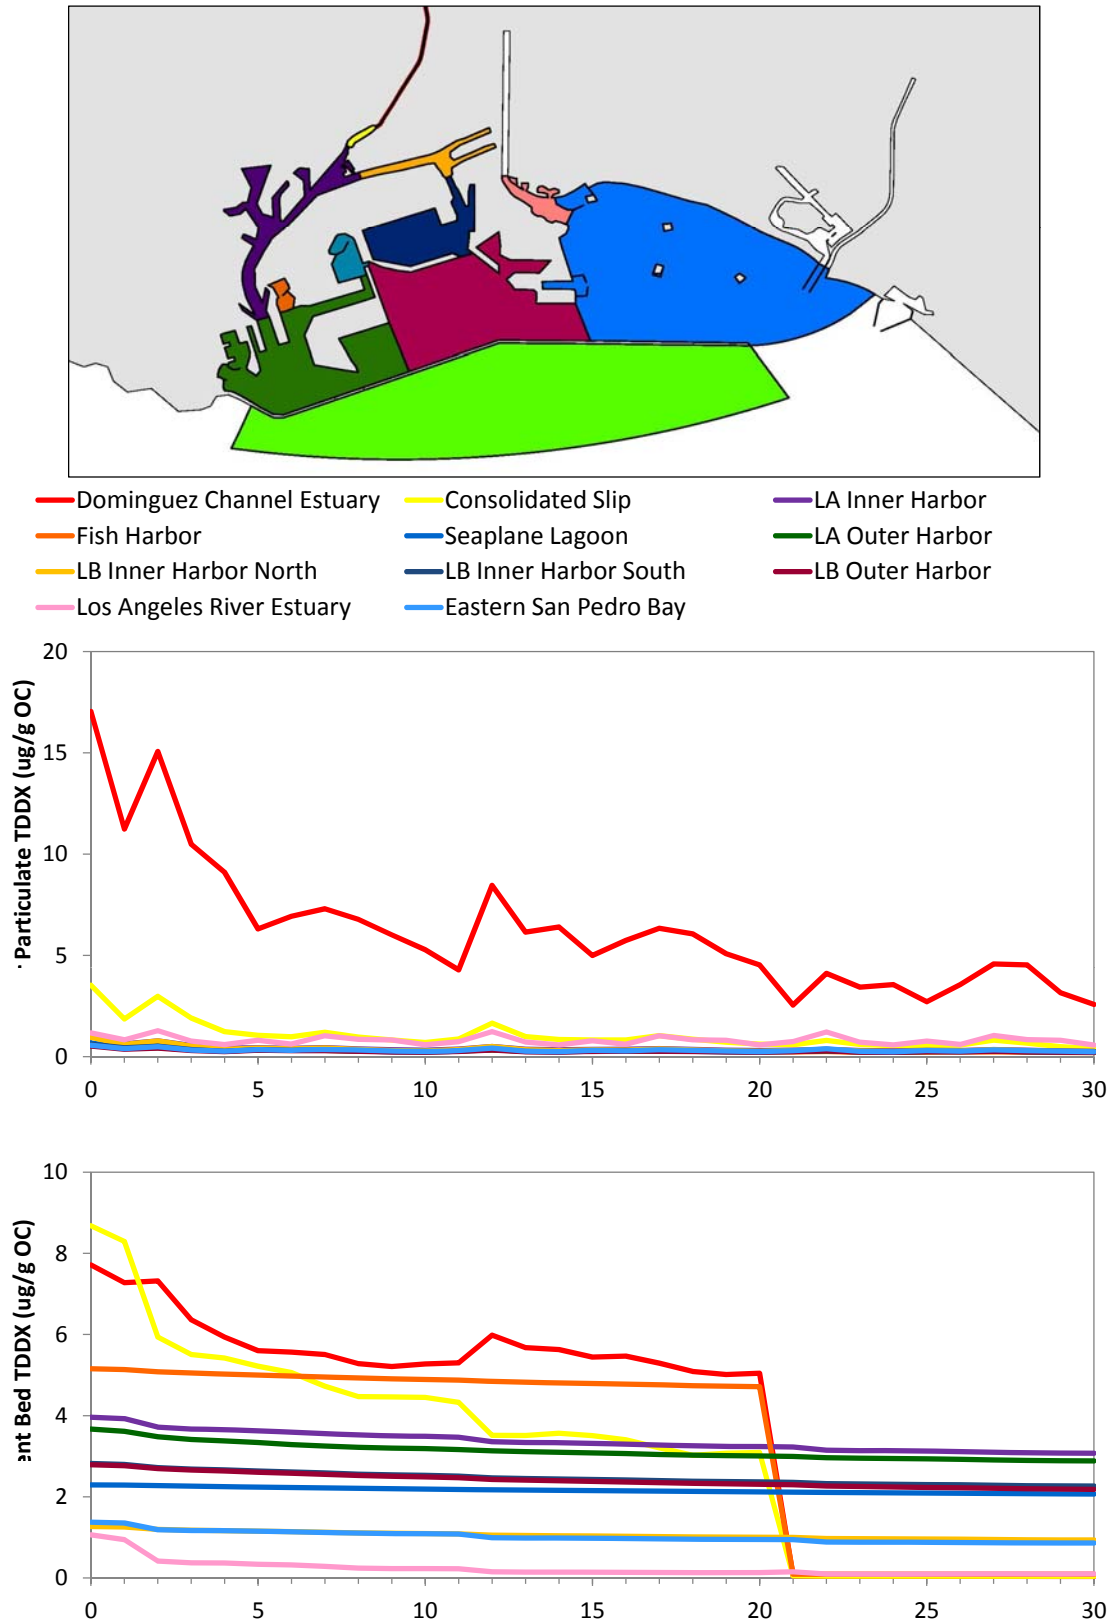 Dominguez Channel Estuary Consolidated Slip LA Inner Harbor
Fish Harbor Seaplane Lagoon LA Outer Harbor
LB Inner Harbor North LB Inner Harbor South LB Outer Harbor
Los Angeles River Estuary Eastern San Pedro Bay
Particulate TDDX (ug/g OC)
20
15
10
5
0
0 5 10 15 20 25 30
ent Bed TDDX (ug/g OC)
10
8
6
4
2
0
0 5 10 15 20 25 30